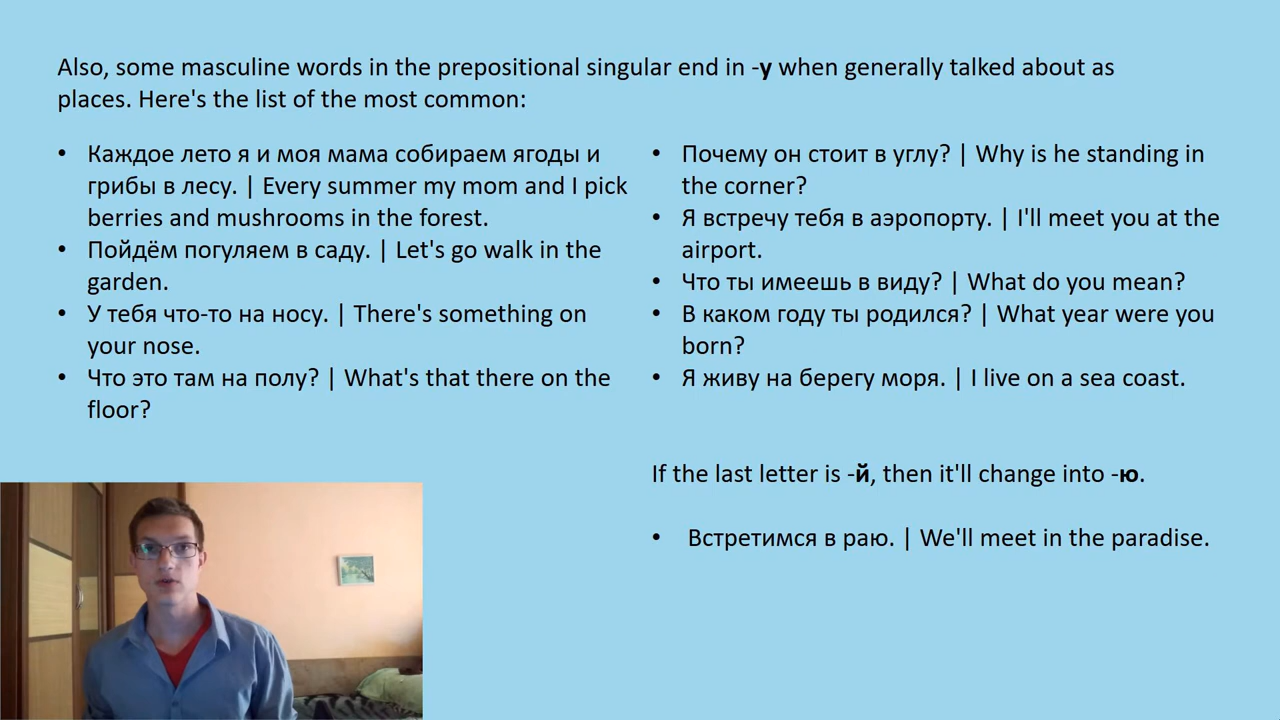 Also, some masculine words in the prepositional singular end in -у when generally talked about as
places. Here's the list of the most common:
• Каждое лето я и моя мама собираем ягоды и
грибы в лесу. | Every summer my mom and I pick
berries and mushrooms in the forest.
• Пойдём погуляем в саду. | Let's go walk in the
garden.
• У тебя что-то на носу. | There's something on
your nose.
• Что это там на полу? | What's that there on the
floor?
• Почему он стоит в углу? | Why is he standing in
the corner?
• Я встречу тебя в аэропорту. | I'll meet you at the
airport.
• Что ты имеешь в виду? | What do you mean?
• В каком году ты родился? | What year were you
born?
• Я живу на берегу моря. | I live on a sea coast.
If the last letter is -й, then it'll change into -ю.
• Встретимся в раю. | We'll meet in the paradise.